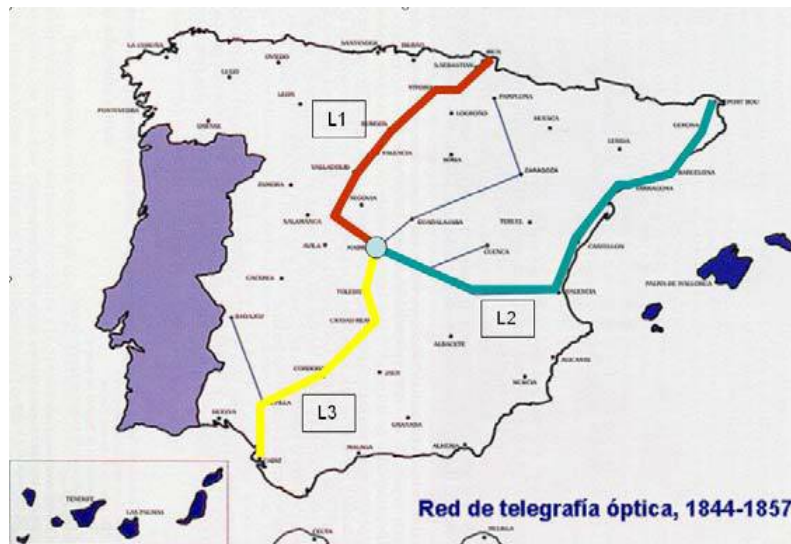 LA CORUÑA
OVIEDO
SANTANDER
BILBAO
IRUN
S.SEBASTIAN
LUGO
VITORIA
PAMPLONA
PORT BOU
LEON
L1
BURGOS
LOGROÑO
HUESCA
GERONA
PONTEVEDRA
ORENSE
PALENCIA
LERIDA
VALLADOLID
SORIA
ZARAGOZA
BARCELONA
ZAMORA
TARRAGONA
SEGOVIA
SALAMANCA
GUADALAJARA
TERUEL
AVILA
CUENCA
CASTELLON
CACERES
PALMA DE MALLORCA
TOLEDO
VALENCIA
BADAJOZ
CIUDAD REAL
L2
ALBACETE
ALICANTE
CORDOBA
JAEN
MURCIA
L3
HUELVA
GRANADA
MALAGA
ALMERIA
TENERIFE
LAS PALMAS
Red de telegrafía óptica, 1844-1857
CEUTA
MELILLA